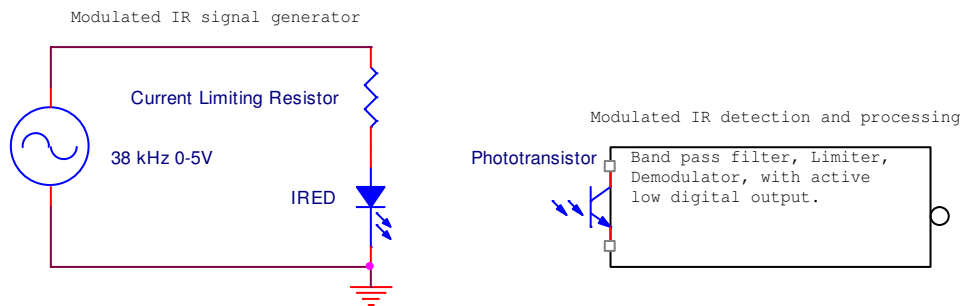 Modulated IR signal generator
Current Limiting Resistor
38 kHz 0-5V
IRED
Modulated IR detection and processing
Phototransistor
Band pass filter, Limiter,
Demodulator, with active
low digital output.